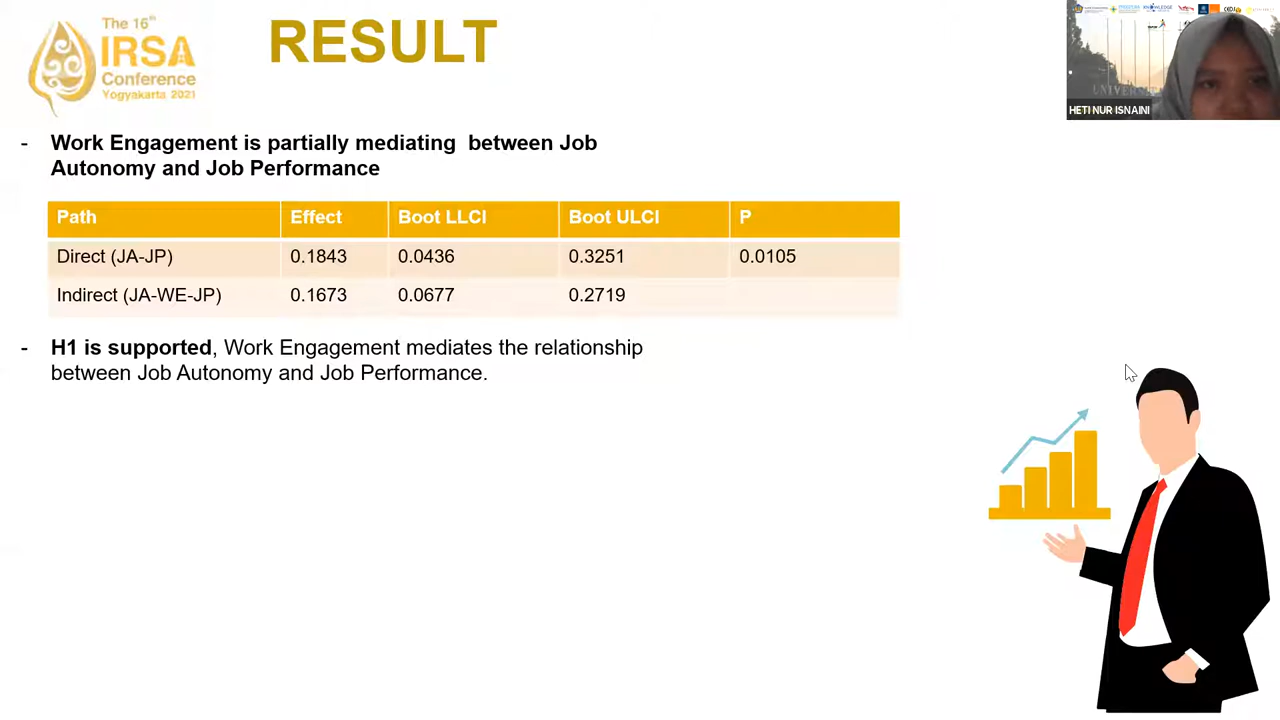 The 16th
IRSA
Conference
Yogyakarta 2021
RESULT
UNIVERSI
HETI NUR ISNAINI
- Work Engagement is partially mediating between Job
Autonomy and Job Performance
Path Effect Boot LLCI Boot ULCI P
Direct (JA-JP) 0.1843 0.0436 0.3251 0.0105
Indirect (JA-WE-JP) 0.1673 0.0677 0.2719
- H1 is supported, Work Engagement mediates the relationship
between Job Autonomy and Job Performance.